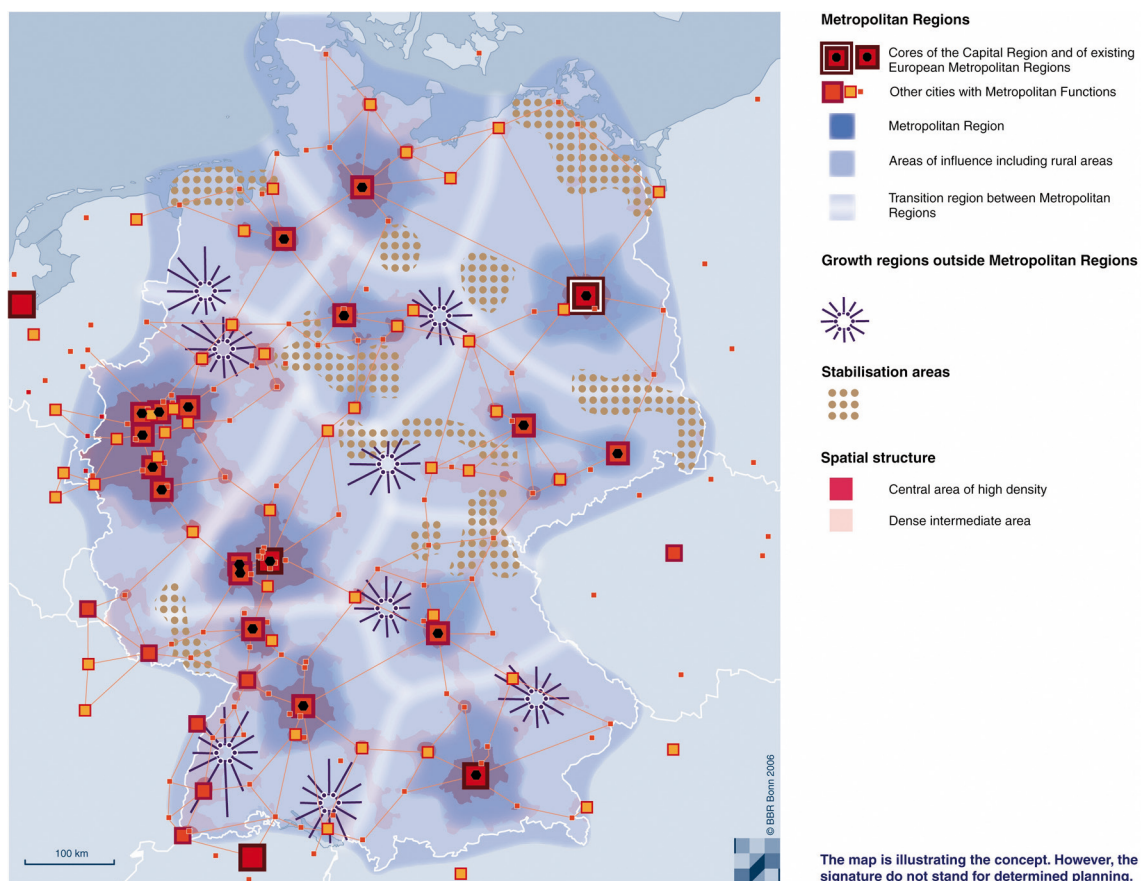 Metropolitan Regions
Cores of the Capital Region and of existing
European Metropolitan Regions
Other cities with Metropolitan Functions
Metropolitan Region
Areas of influence including rural areas
Transition region between Metropolitan
Regions
Growth regions outside Metropolitan Regions
Stabilisation areas
Spatial structure
Central area of high density
Dense intermediate area
© BBR Bonn 2006
100 km
The map is illustrating the concept. However, the
signature do not stand for determined planning.